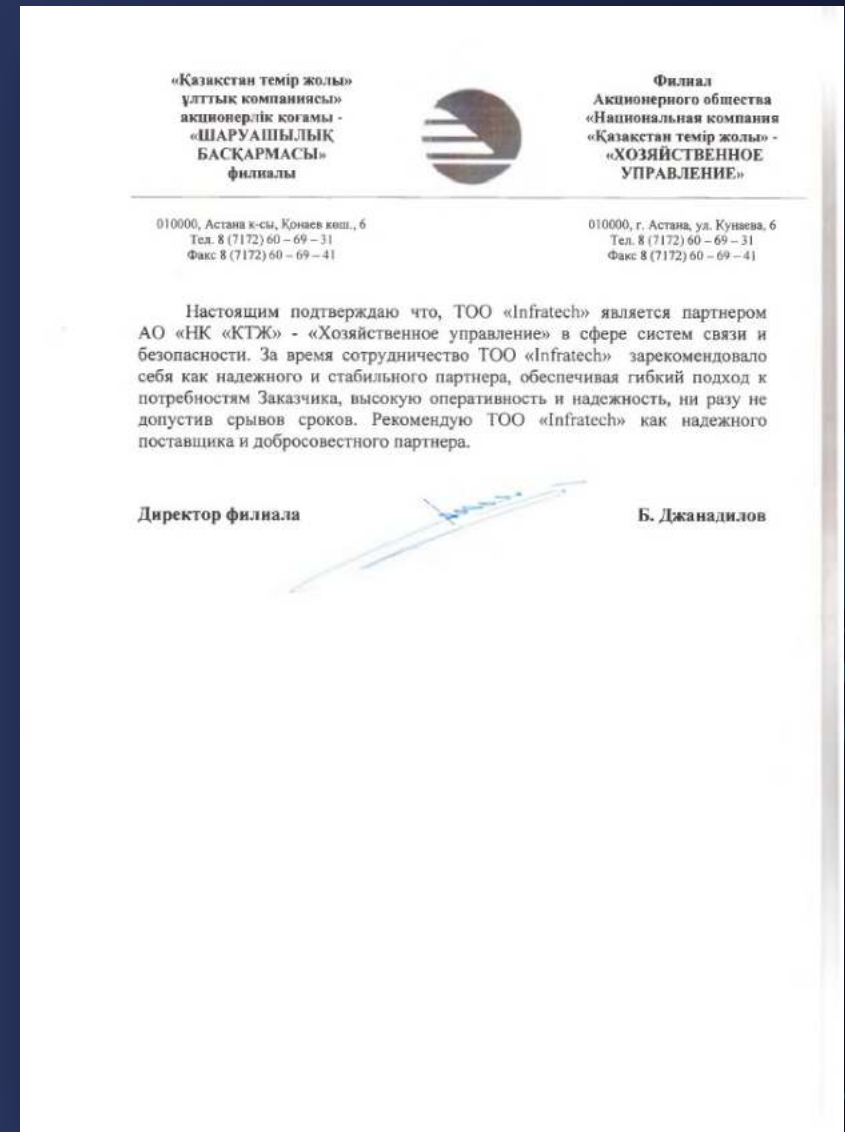 «Қазақстан темір жолы»
ұлттық компаниясы»
акционерлік қоғамы -
«ШАРУАШЫЛЫҚ
БАСҚАРМАСЫ»
филиалы
Филиал
Акционерного общества
«Национальная компания
«Қазақстан темір жолы» -
«ХОЗЯЙСТВЕННОЕ
УПРАВЛЕНИЕ»
010000, Астана к-сы, Қонаев көш., 6
Тел. 8 (7172) 60 – 69 – 31
Факс 8 (7172) 60 – 69 – 41
010000, г. Астана, ул. Кунаева, 6
Тел. 8 (7172) 60 – 69 – 31
Факс 8 (7172) 60 – 69 – 41
Настоящим подтверждаю что, ТОО «Infratech» является партнером
АО «НК «КТЖ» - «Хозяйственное управление» в сфере систем связи и
безопасности. За время сотрудничество ТОО «Infratech» зарекомендовало
себя как надежного и стабильного партнера, обеспечивая гибкий подход к
потребностям Заказчика, высокую оперативность и надежность, ни разу не
допустив срывов сроков. Рекомендую ТОО «Infratech» как надежного
поставщика и добросовестного партнера.
Директор филиала
Б. Джанадилов